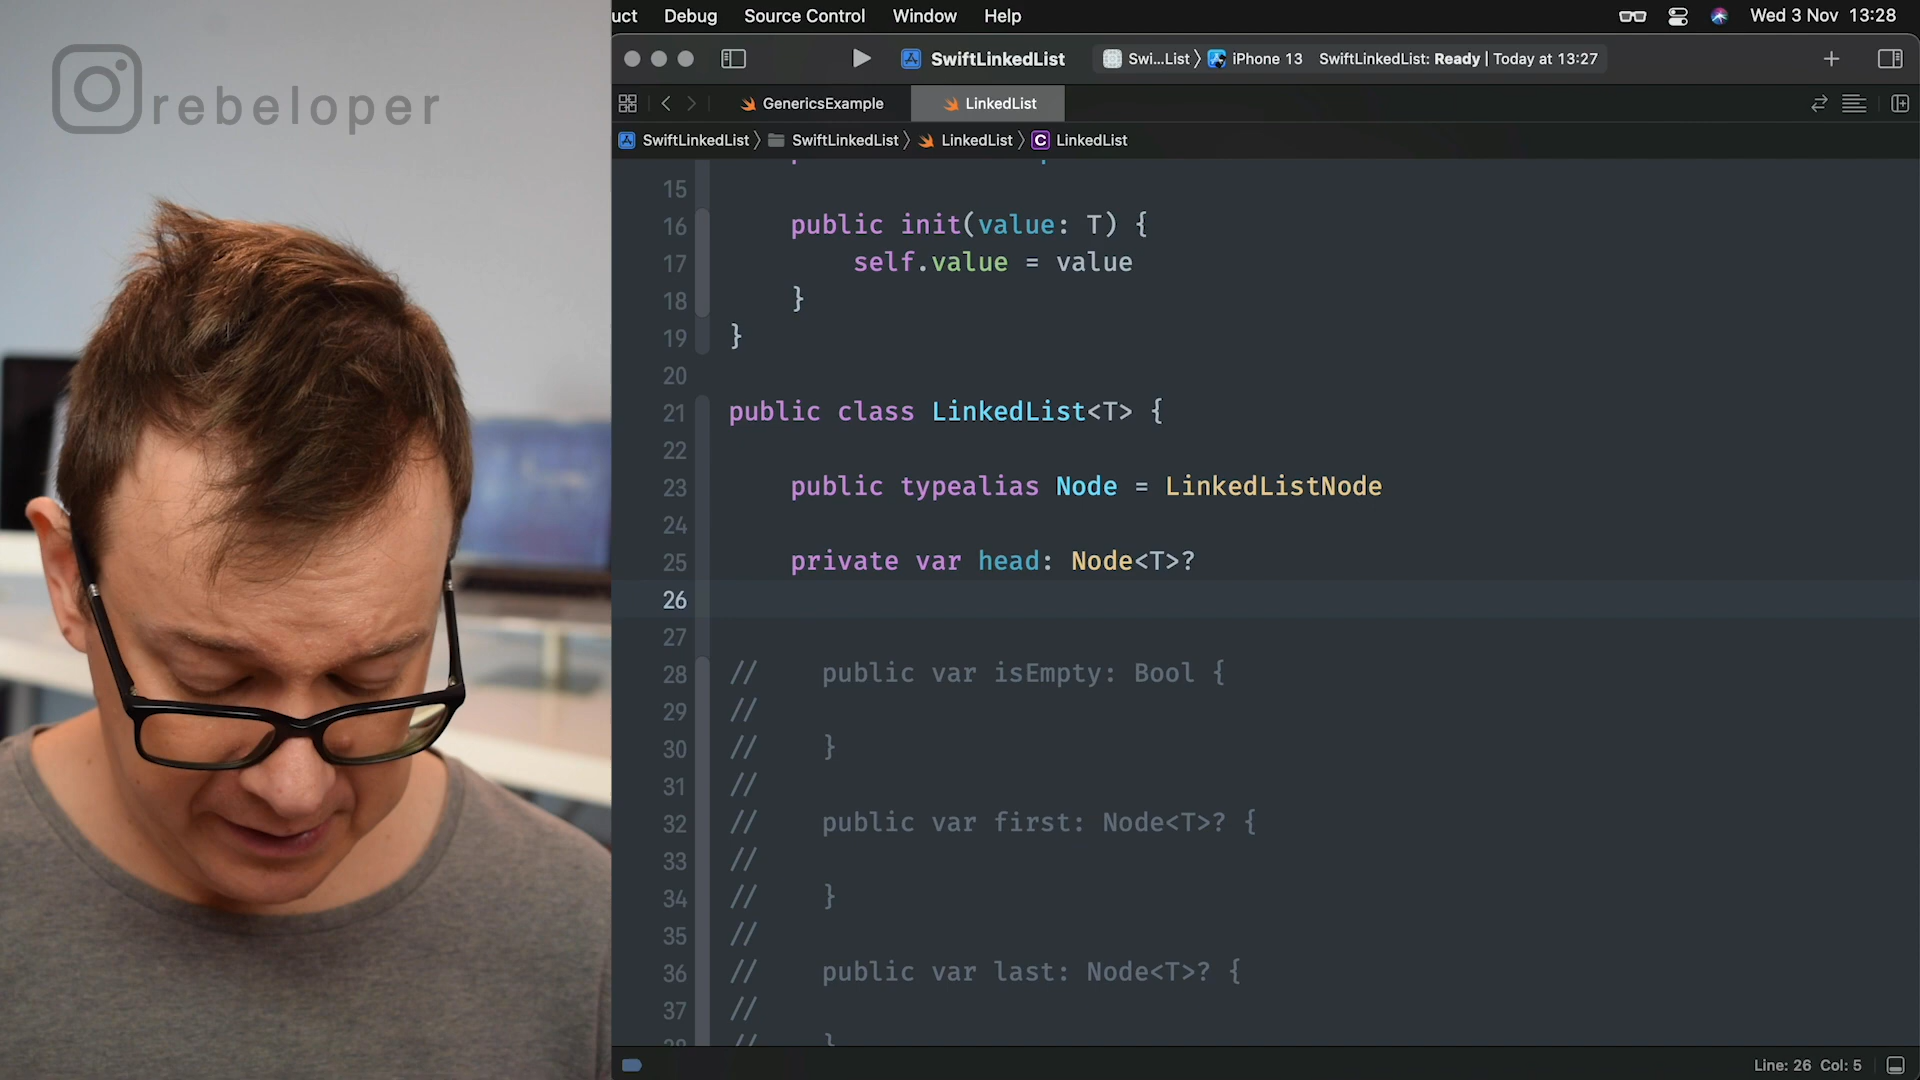 rebeloper
uct Debug Source Control Window Help Wed 3 Nov 13:28
SwiftLinkedList Swi...List 〉 iPhone 13 SwiftLinkedList: Ready | Today at 13:27
GenericsExample LinkedList
SwiftLinkedList 〉 SwiftLinkedList 〉 LinkedList 〉 C LinkedList
15
16 public init(value: T) {
17 self.value = value
18 }
19 }
20
21 public class LinkedList<T> {
22
23 public typealias Node = LinkedListNode
24
25 private var head: Node<T>?
26
27
28 // public var isEmpty: Bool {
29 //
30 // }
31 //
32 // public var first: Node<T>? {
33 //
34 // }
35 //
36 // public var last: Node<T>? {
37 //
38 // }
Line: 26 Col: 5